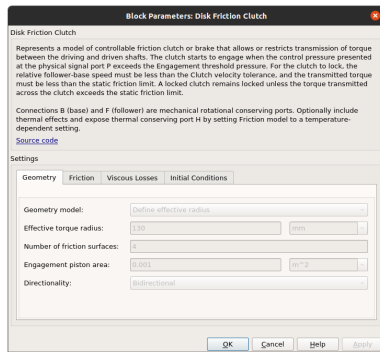 Block Parameters: Disk Friction Clutch
Disk Friction Clutch
Represents a model of controllable friction clutch or brake that allows or restricts transmission of torque
between the driving and driven shafts. The clutch starts to engage when the control pressure presented
at the physical signal port P exceeds the Engagement threshold pressure. For the clutch to lock, the
relative follower-base speed must be less than the Clutch velocity tolerance, and the transmitted torque
must be less than the static friction limit. A locked clutch remains locked unless the torque transmitted
across the clutch exceeds the static friction limit.
Connections B (base) and F (follower) are mechanical rotational conserving ports. Optionally include
thermal effects and expose thermal conserving port H by setting Friction model to a temperature-
dependent setting.
Source code
Settings
Geometry Friction Viscous Losses Initial Conditions
Geometry model: Define effective radius
Effective torque radius: 130 mm
Number of friction surfaces: 4
Engagement piston area: 0.001 m^2
Directionality: Bidirectional
OK Cancel Help Apply